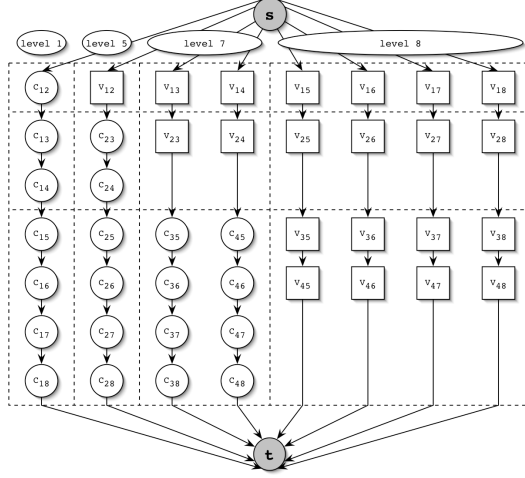 s
level 1 level 5 level 7 level 8
c12 v12 v13 v14 v15 v16 v17 v18
c13 c23 v23 v24 v25 v26 v27 v28
c14 c24
c15 c25 c35 c45 v35 v36 v37 v38
c16 c26 c36 c46 v45 v46 v47 v48
c17 c27 c37 c47
c18 c28 c38 c48
t